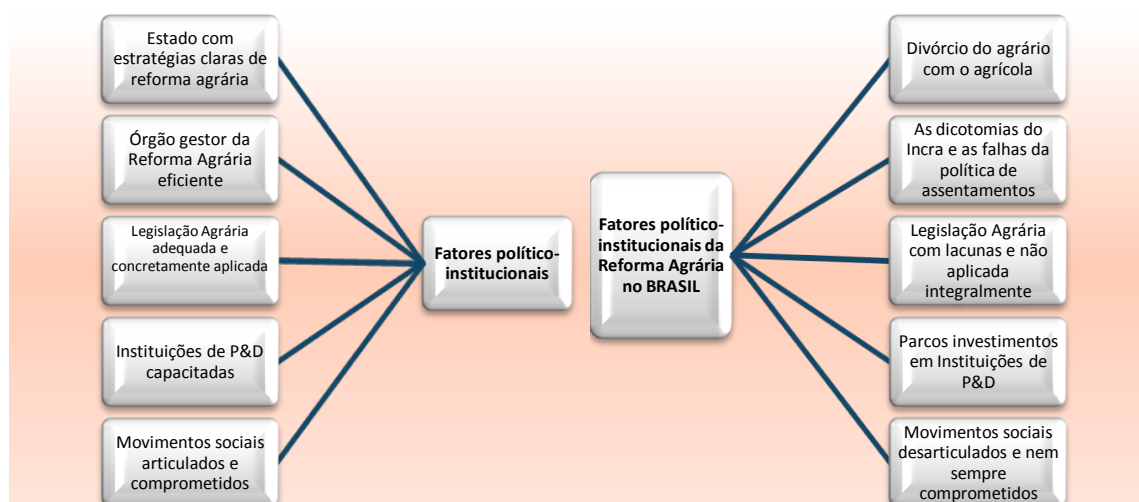 Estado com
estratégias claras de
reforma agrária
Órgão gestor da
Reforma Agrária
eficiente
Legislação Agrária
adequada e
concretamente aplicada
Instituições de P&D
capacitadas
Movimentos sociais
articulados e
comprometidos
Fatores político-
institucionais
Fatores político-
institucionais da
Reforma Agrária
no BRASIL
Divórcio do agrário
com o agrícola
As dicotomias do
Incra e as falhas da
política de
assentamentos
Legislação Agrária
com lacunas e não
aplicada
integralmente
Parcos investimentos
em Instituições de
P&D
Movimentos sociais
desarticulados e nem
sempre
comprometidos